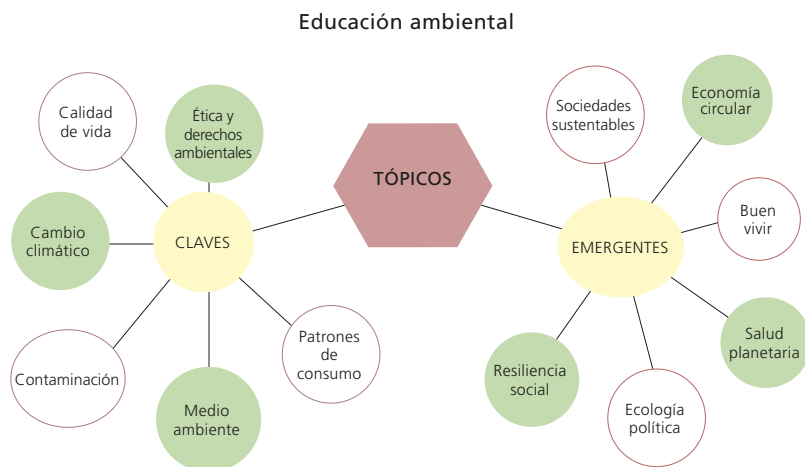 Educación ambiental
TÓPICOS
CLAVES
Calidad
de vida
Ética y
derechos
ambientales
Cambio
climático
Contaminación
Medio
ambiente
Patrones
de
consumo
EMERGENTES
Sociedades
sustentables
Economía
circular
Buen
vivir
Salud
planetaria
Ecología
política
Resiliencia
social